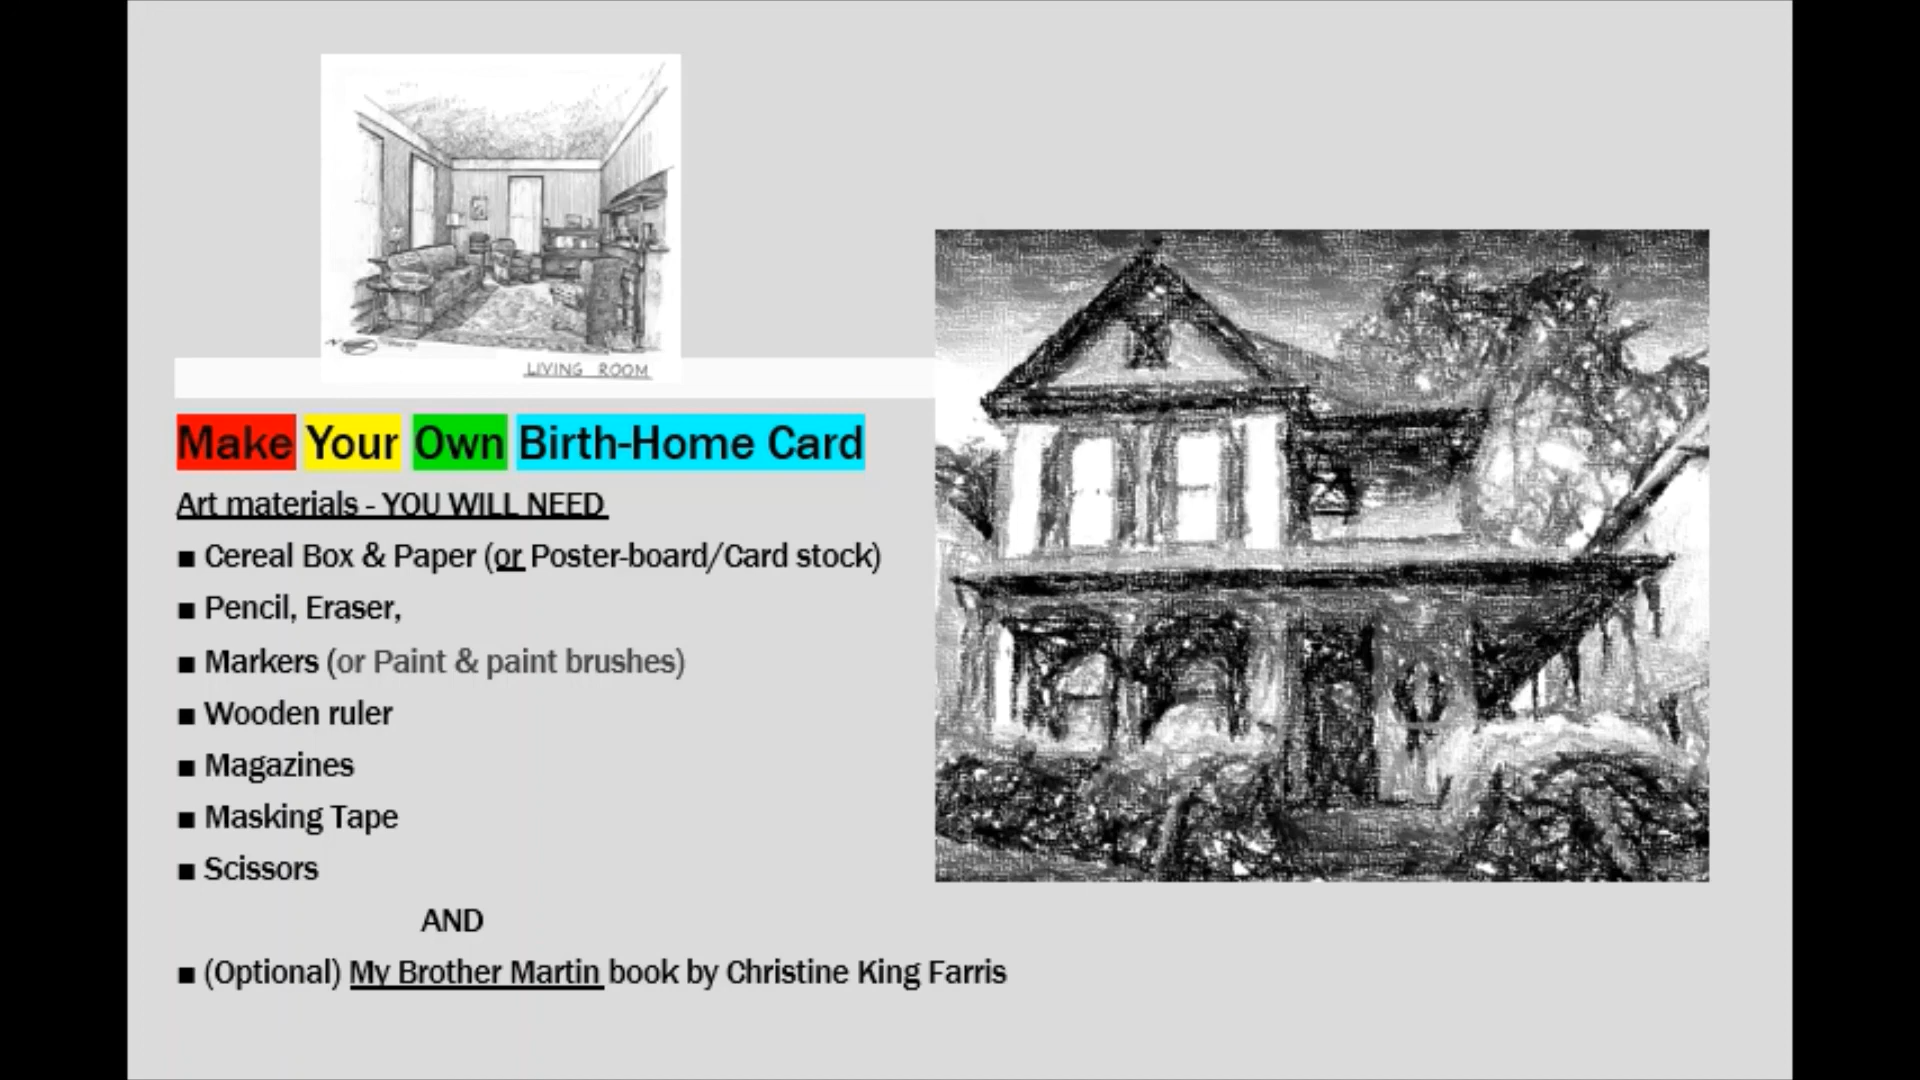 LIVING ROOM
Make Your Own Birth-Home Card
Art materials - YOU WILL NEED
■ Cereal Box & Paper (or Poster-board/Card stock)
■ Pencil, Eraser,
■ Markers (or Paint & paint brushes)
■ Wooden ruler
■ Magazines
■ Masking Tape
■ Scissors
AND
■ (Optional) My Brother Martin book by Christine King Farris